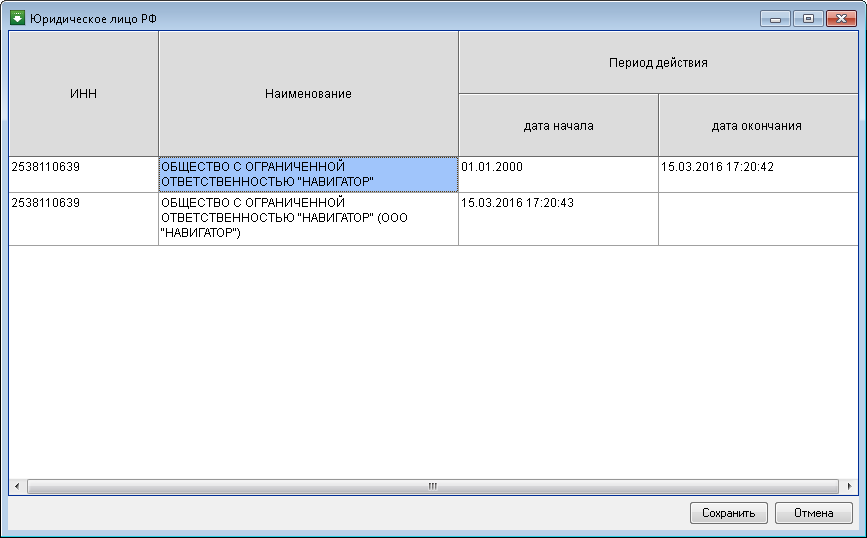 Юридическое лицо РФ
ИНН
Наименование
Период действия
дата начала
дата окончания
2538110639
ОБЩЕСТВО С ОГРАНИЧЕННОЙ
ОТВЕТСТВЕННОСТЬЮ "НАВИГАТОР"
01.01.2000
15.03.2016 17:20:42
2538110639
ОБЩЕСТВО С ОГРАНИЧЕННОЙ
ОТВЕТСТВЕННОСТЬЮ "НАВИГАТОР" (ООО
"НАВИГАТОР")
15.03.2016 17:20:43
Сохранить
Отмена